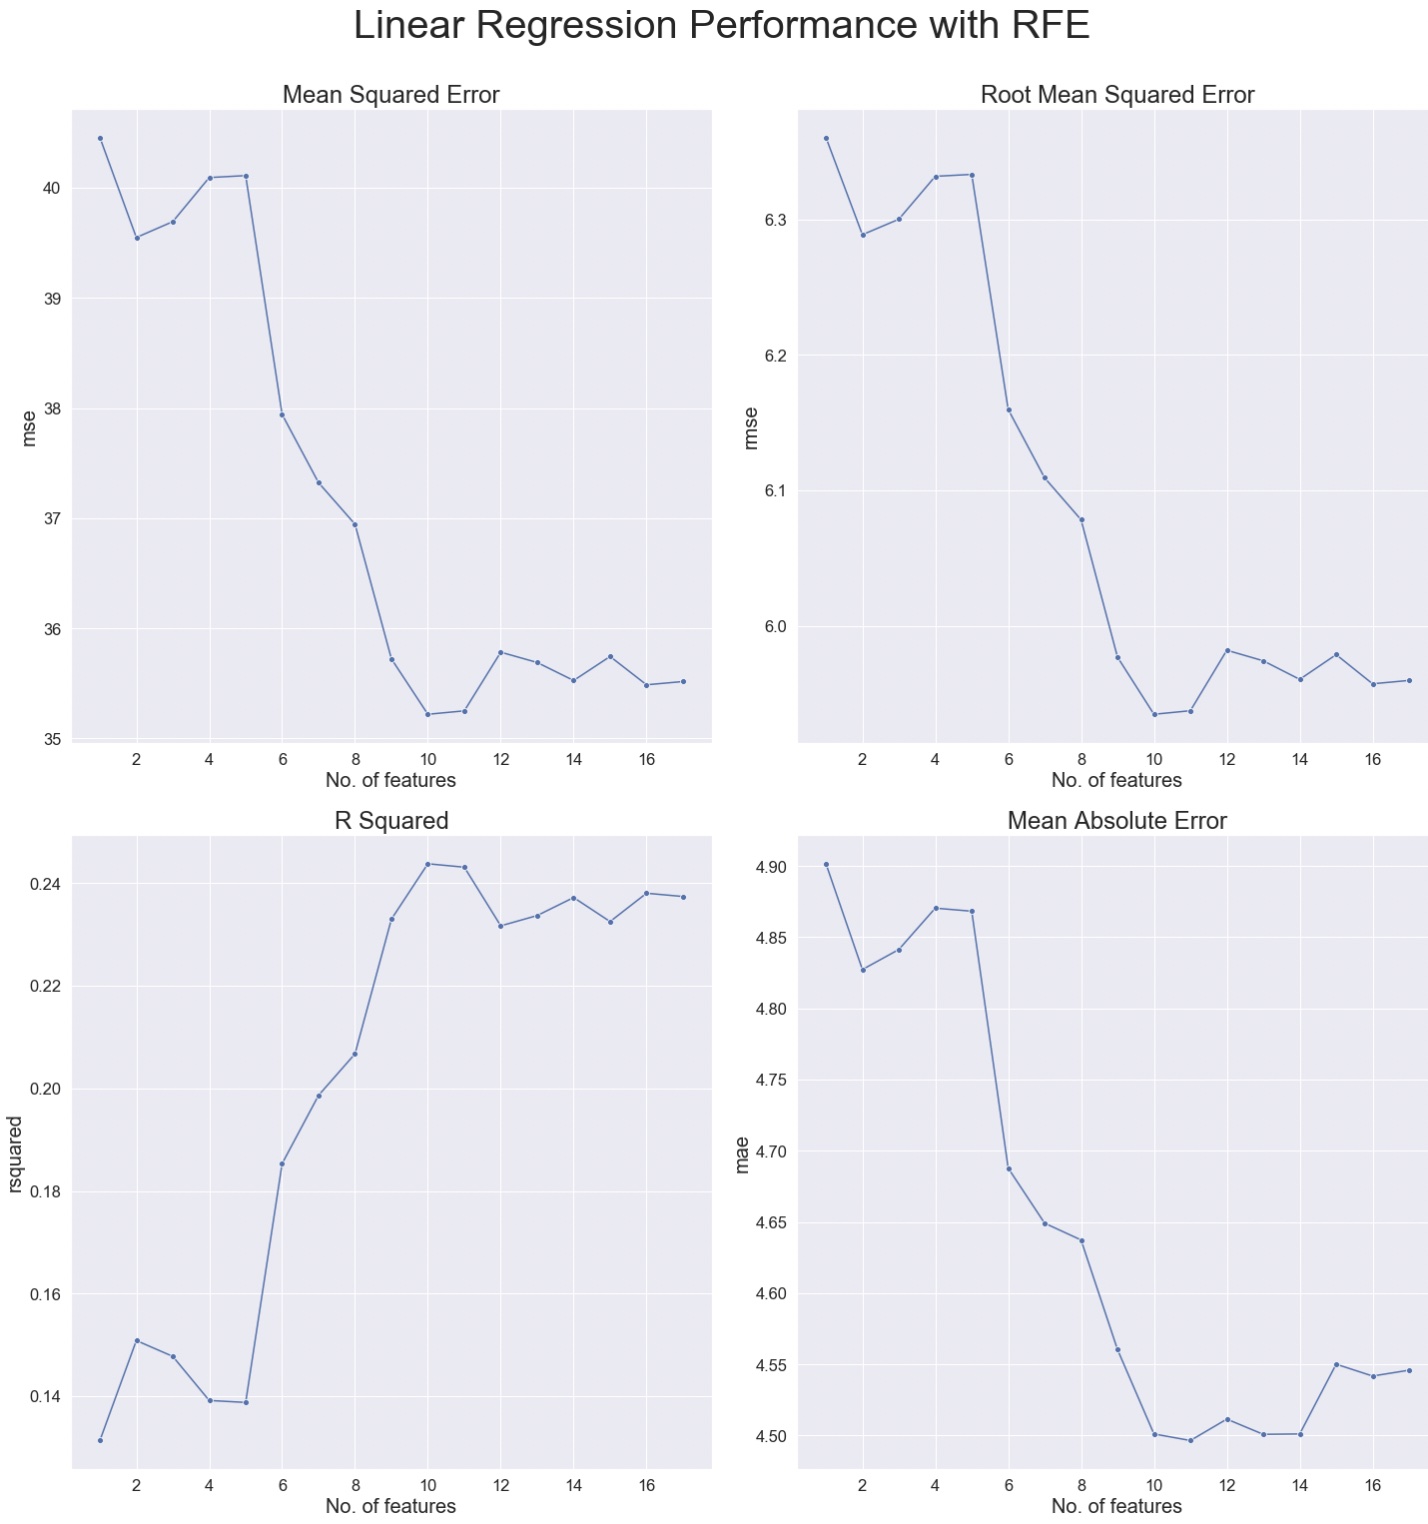 Linear Regression Performance with RFE
Mean Squared Error
40
39
38
37
36
35
mse
2 4 6 8 10 12 14 16
No. of features
Root Mean Squared Error
6.3
6.2
6.1
6.0
rmse
2 4 6 8 10 12 14 16
No. of features
R Squared
0.24
0.22
0.20
0.18
0.16
0.14
rsquared
2 4 6 8 10 12 14 16
No. of features
Mean Absolute Error
4.90
4.85
4.80
4.75
4.70
4.65
4.60
4.55
4.50
mae
2 4 6 8 10 12 14 16
No. of features